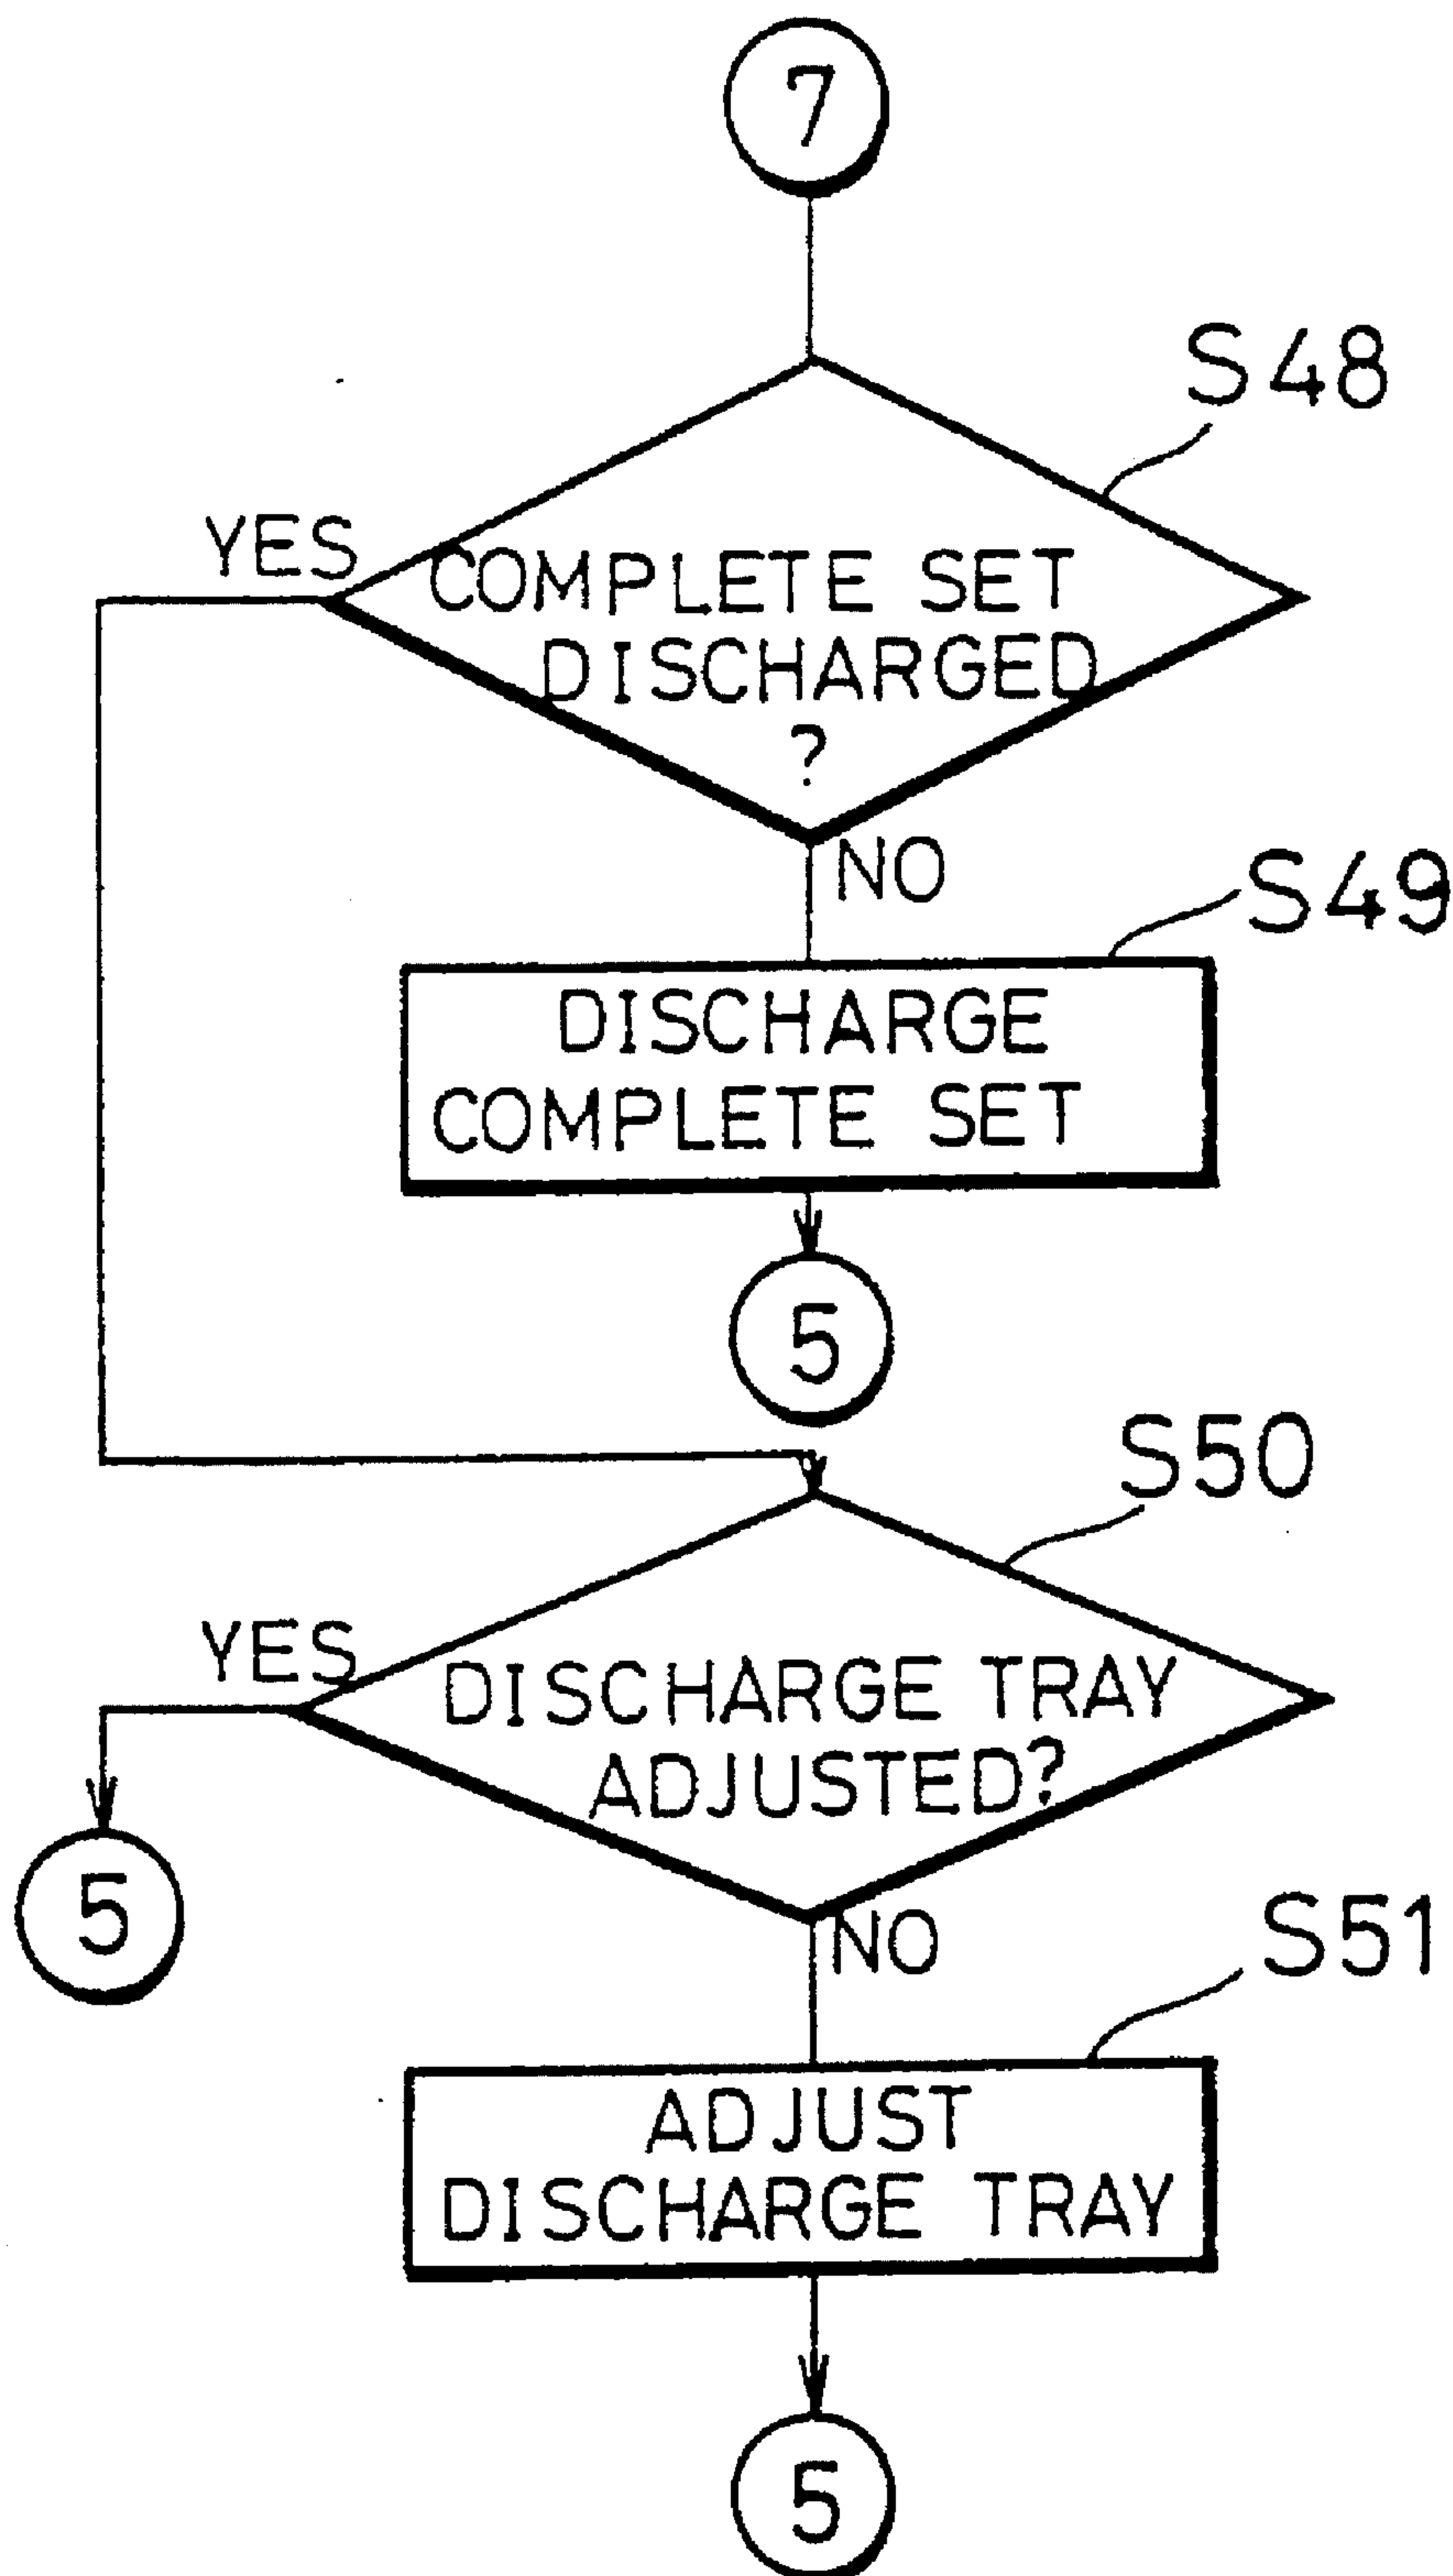 7
S48
YES
COMPLETE SET
DISCHARGED
?
NO
S49
DISCHARGE
COMPLETE SET
5
S50
YES
DISCHARGE TRAY
ADJUSTED?
5
NO
S51
ADJUST
DISCHARGE TRAY
5